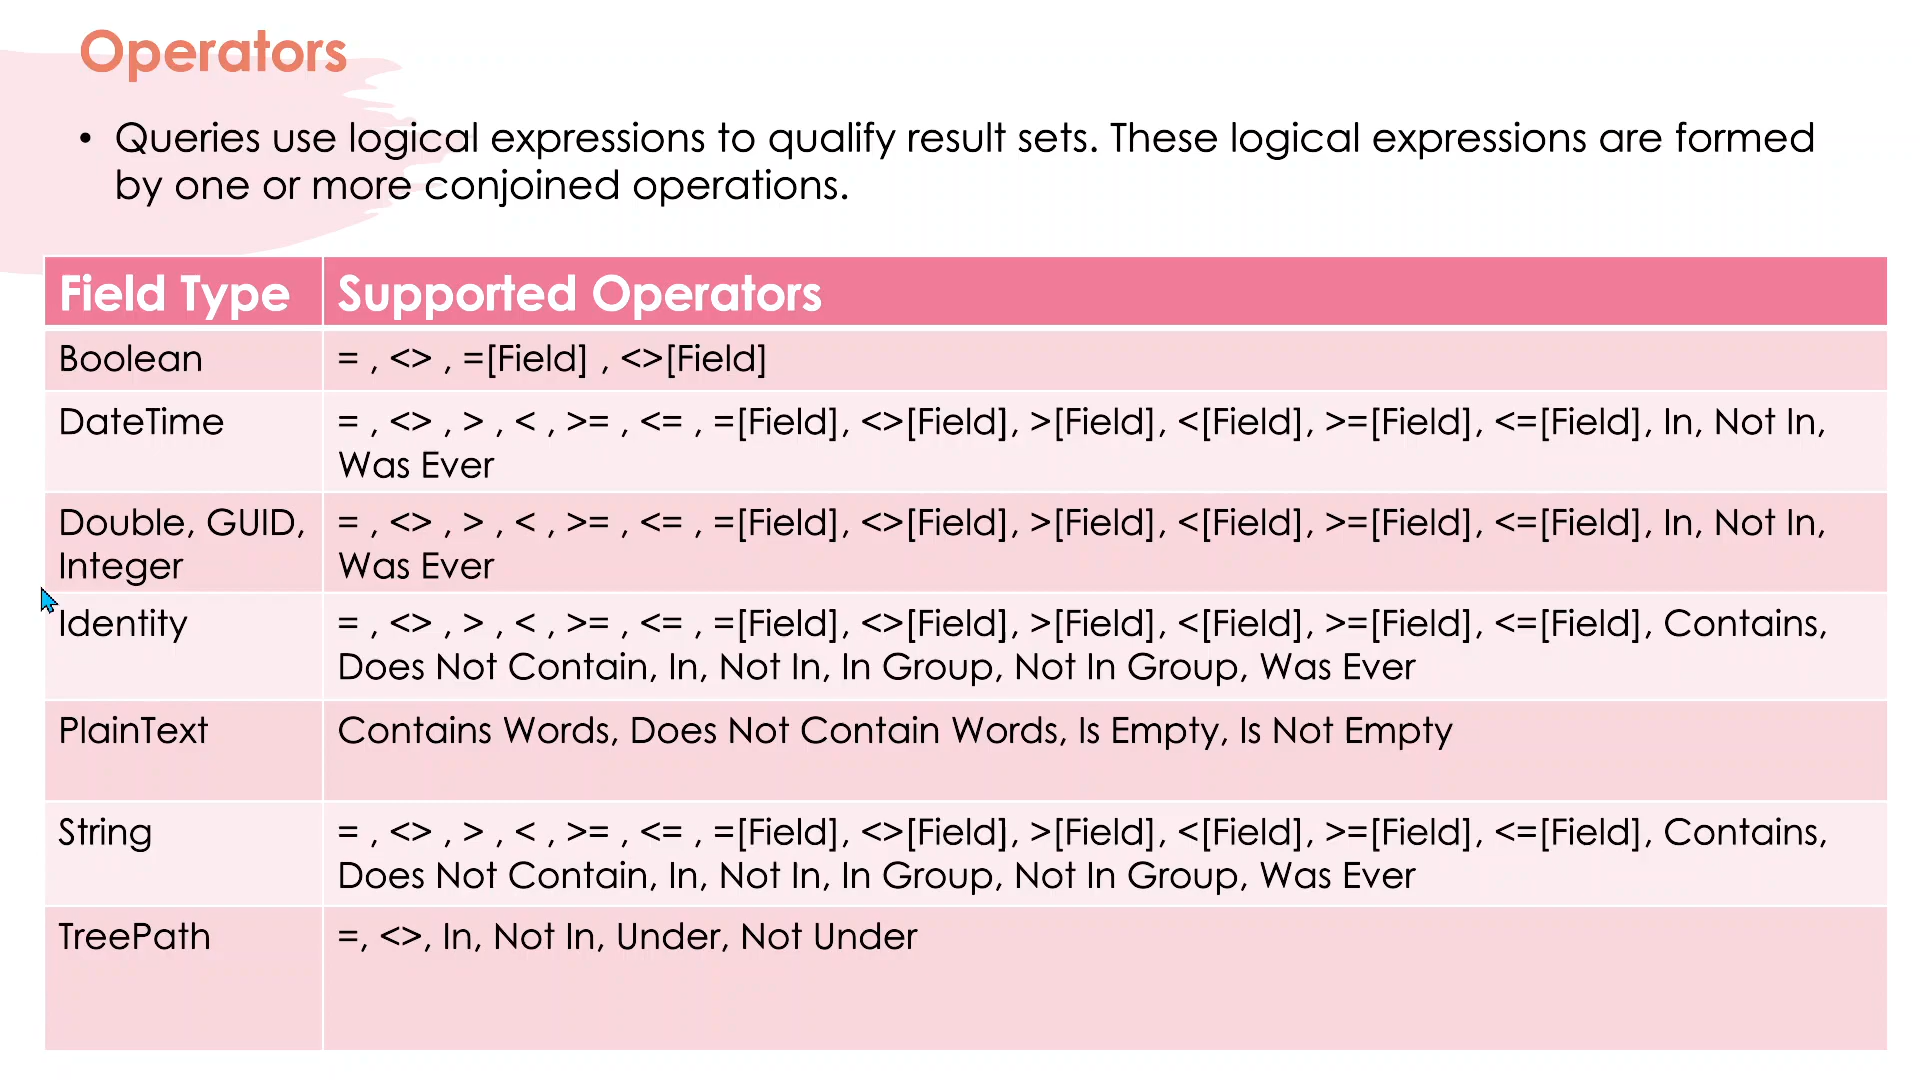 Operators
• Queries use logical expressions to qualify result sets. These logical expressions are formed
by one or more conjoined operations.
Field Type Supported Operators
Boolean = , <> , =[Field] , <>[Field]
DateTime = , <> , > , < , >= , <= , =[Field], <>[Field], >[Field], <[Field], >=[Field], <=[Field], In, Not In,
Was Ever
Double, GUID, = , <> , > , < , >= , <= , =[Field], <>[Field], >[Field], <[Field], >=[Field], <=[Field], In, Not In,
Integer Was Ever
Identity = , <> , > , < , >= , <= , =[Field], <>[Field], >[Field], <[Field], >=[Field], <=[Field], Contains,
Does Not Contain, In, Not In, In Group, Not In Group, Was Ever
PlainText Contains Words, Does Not Contain Words, Is Empty, Is Not Empty
String = , <> , > , < , >= , <= , =[Field], <>[Field], >[Field], <[Field], >=[Field], <=[Field], Contains,
Does Not Contain, In, Not In, In Group, Not In Group, Was Ever
TreePath =, <>, In, Not In, Under, Not Under